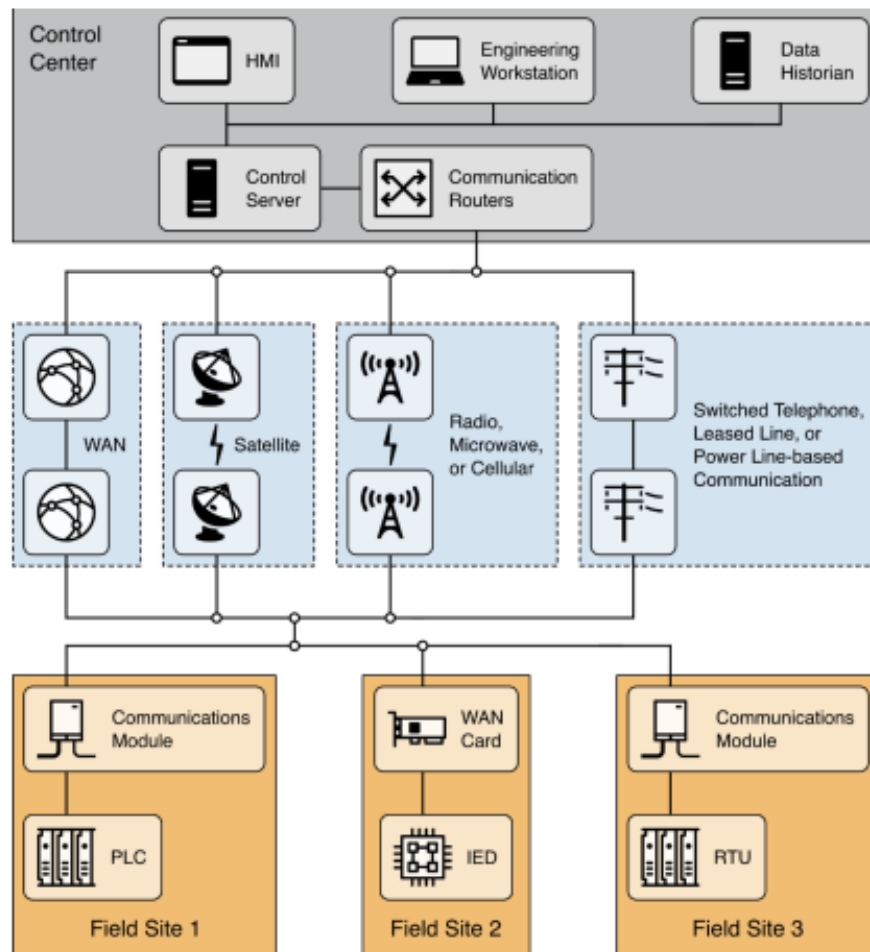 Control
Center
HMI
Engineering
Workstation
Data
Historian
Control
Server
Communication
Routers
WAN
Satellite
Radio,
Microwave,
or Cellular
Switched Telephone,
Leased Line, or
Power Line-based
Communication
Communications
Module
WAN
Card
Communications
Module
PLC
IED
RTU
Field Site 1
Field Site 2
Field Site 3